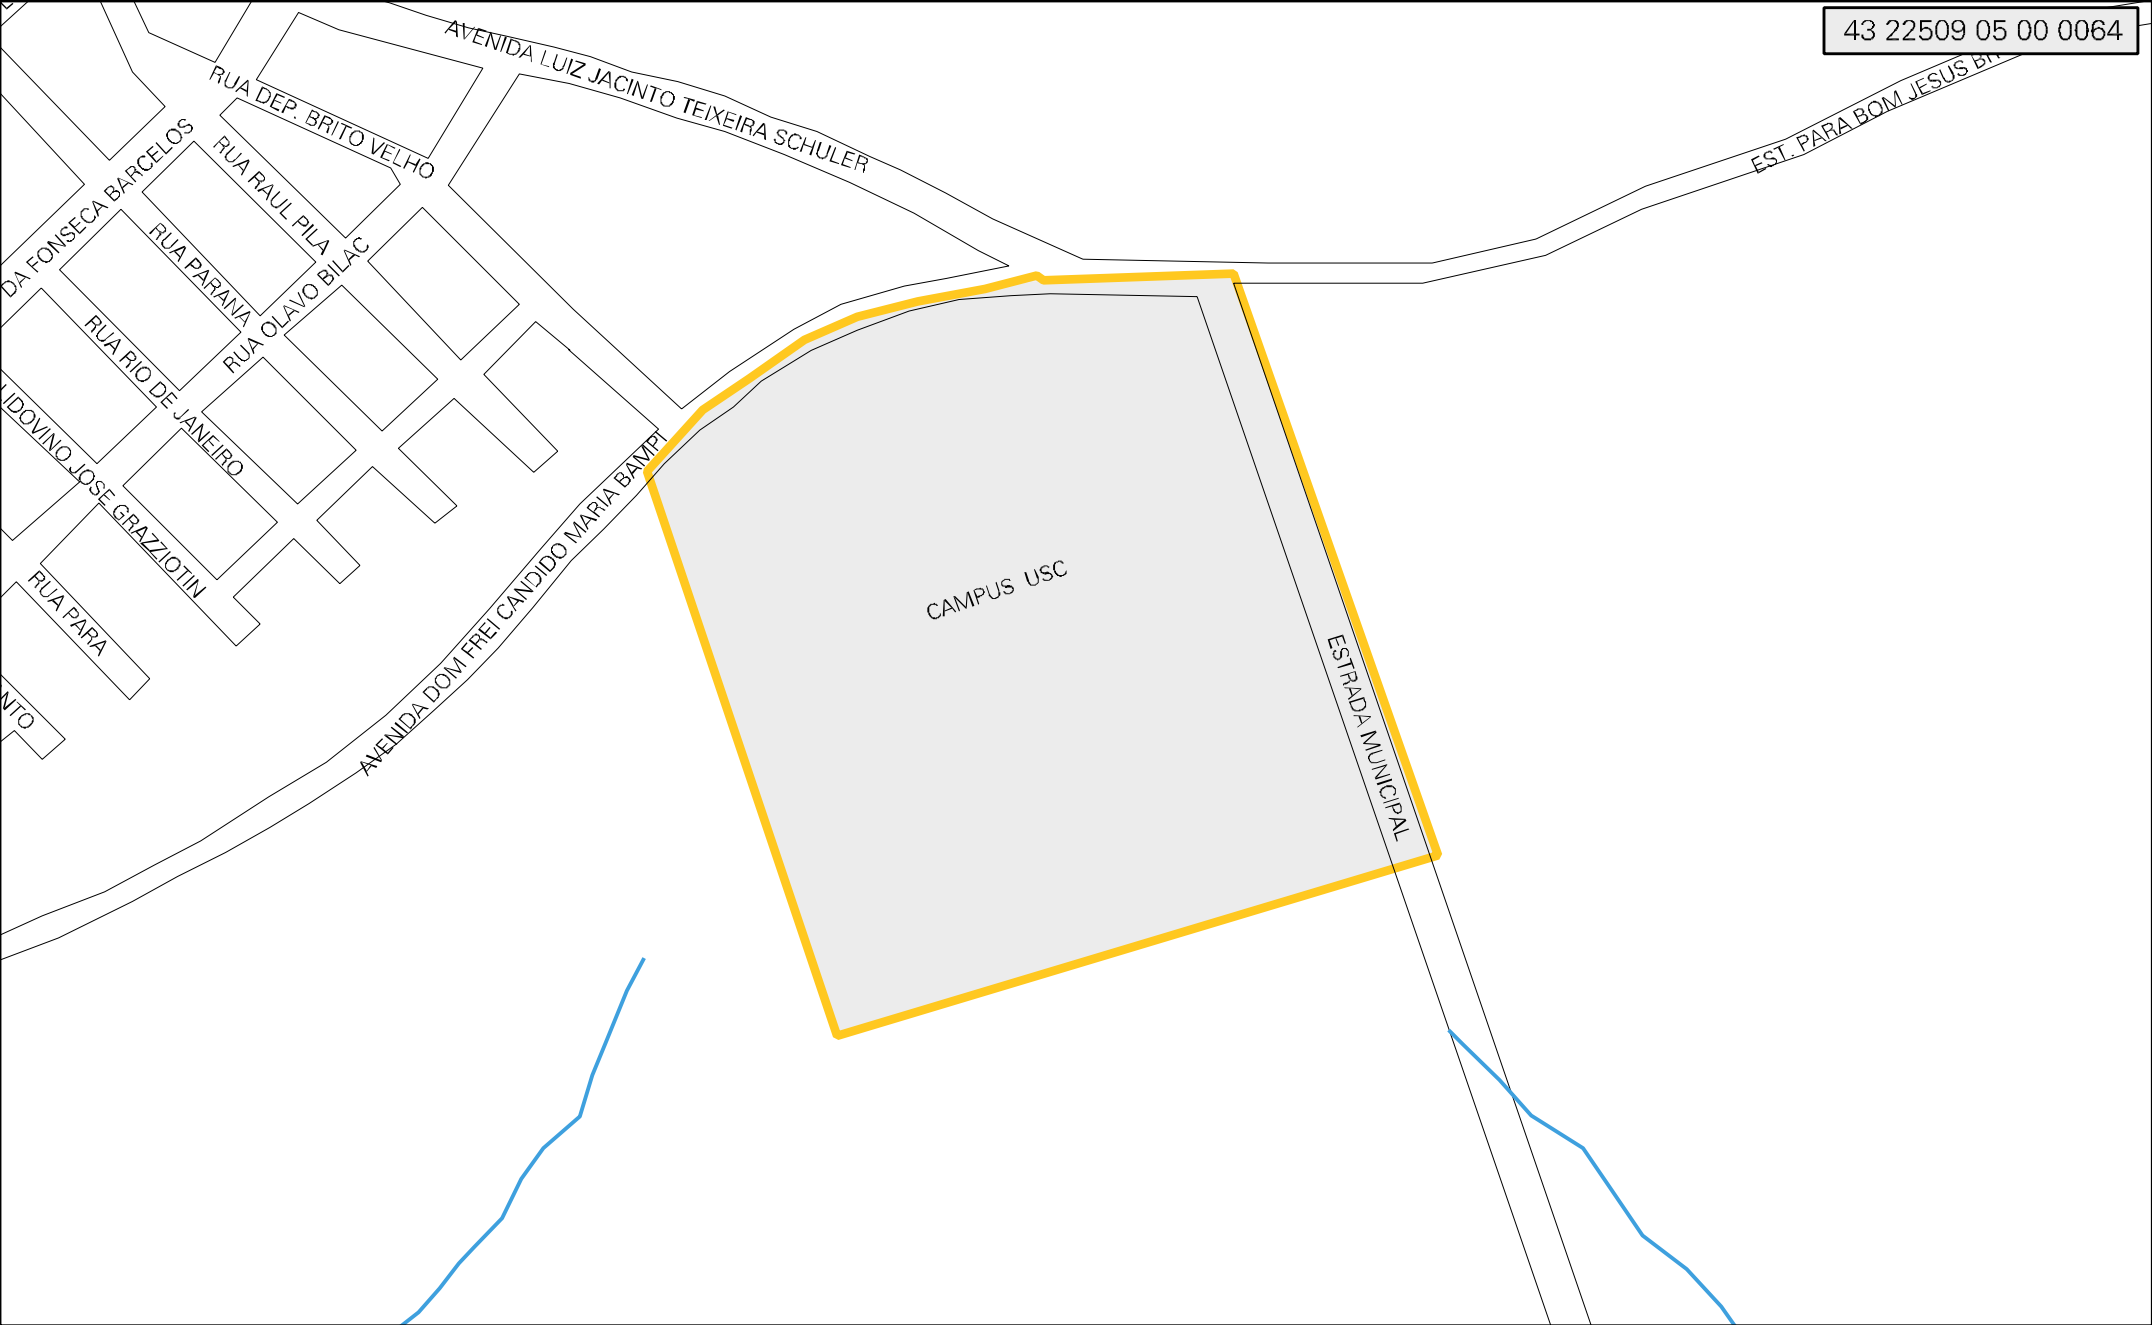 43 22509 05 00 0064
AVENIDA LUIZ JACINTO TEIXEIRA SCHULER
EST. PARA BOM JESUS
RUA DEP. BRITO VELHO
DA FONSECA BARCELOS
RUA RAUL PILA
RUA PARANA
RUA OLAVO BILAC
RUA RIO DE JANEIRO
IDOVINO JOSE GRAZZIOTIN
RUA PARA
NTO
AVENIDA DOM FREI CANDIDO MARIA BAMPI
CAMPUS USC
ESTRADA MUNICIPAL